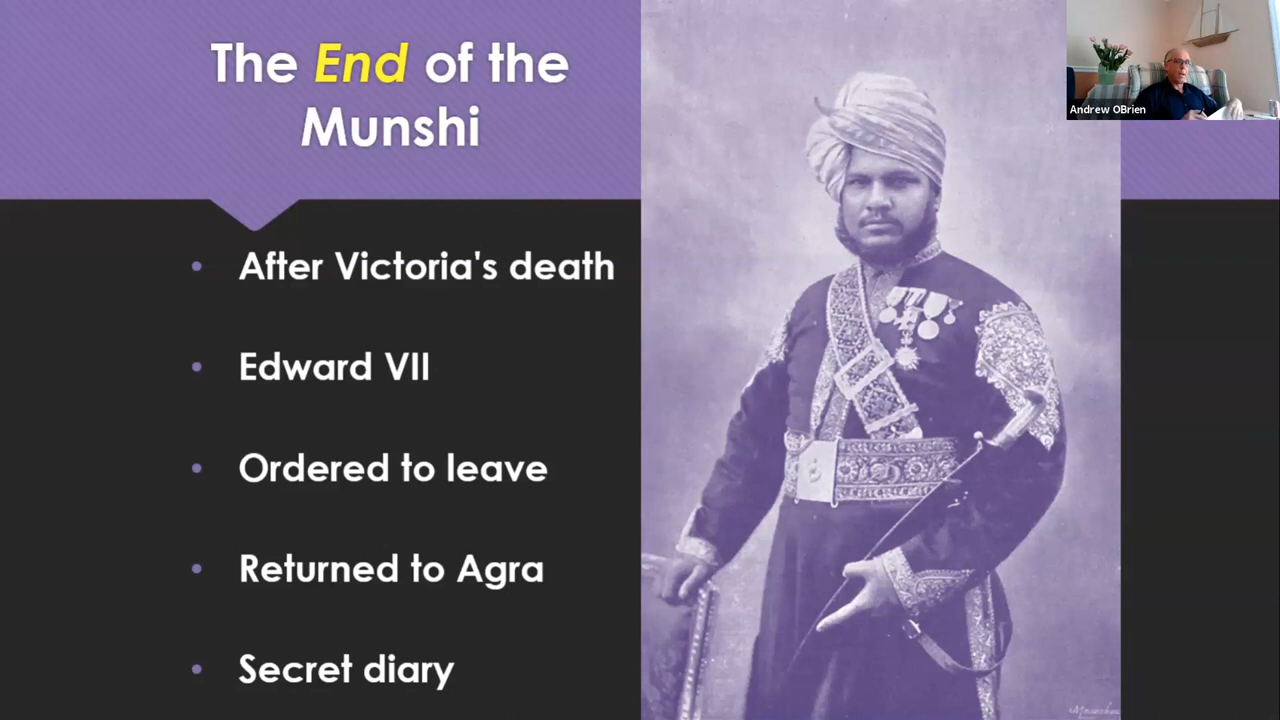 The End of the
Munshi
Andrew OBrien
After Victoria's death
Edward VII
Ordered to leave
Returned to Agra
Secret diary